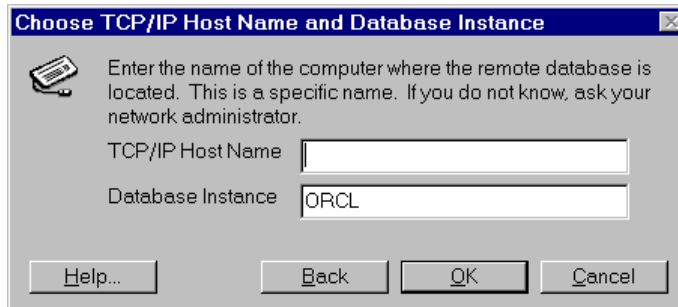 Choose TCP/IP Host Name and Database Instance
Enter the name of the computer where the remote database is
located. This is a specific name. If you do not know, ask your
network administrator.
TCP/IP Host Name
Database Instance ORCL
Help... Back OK Cancel